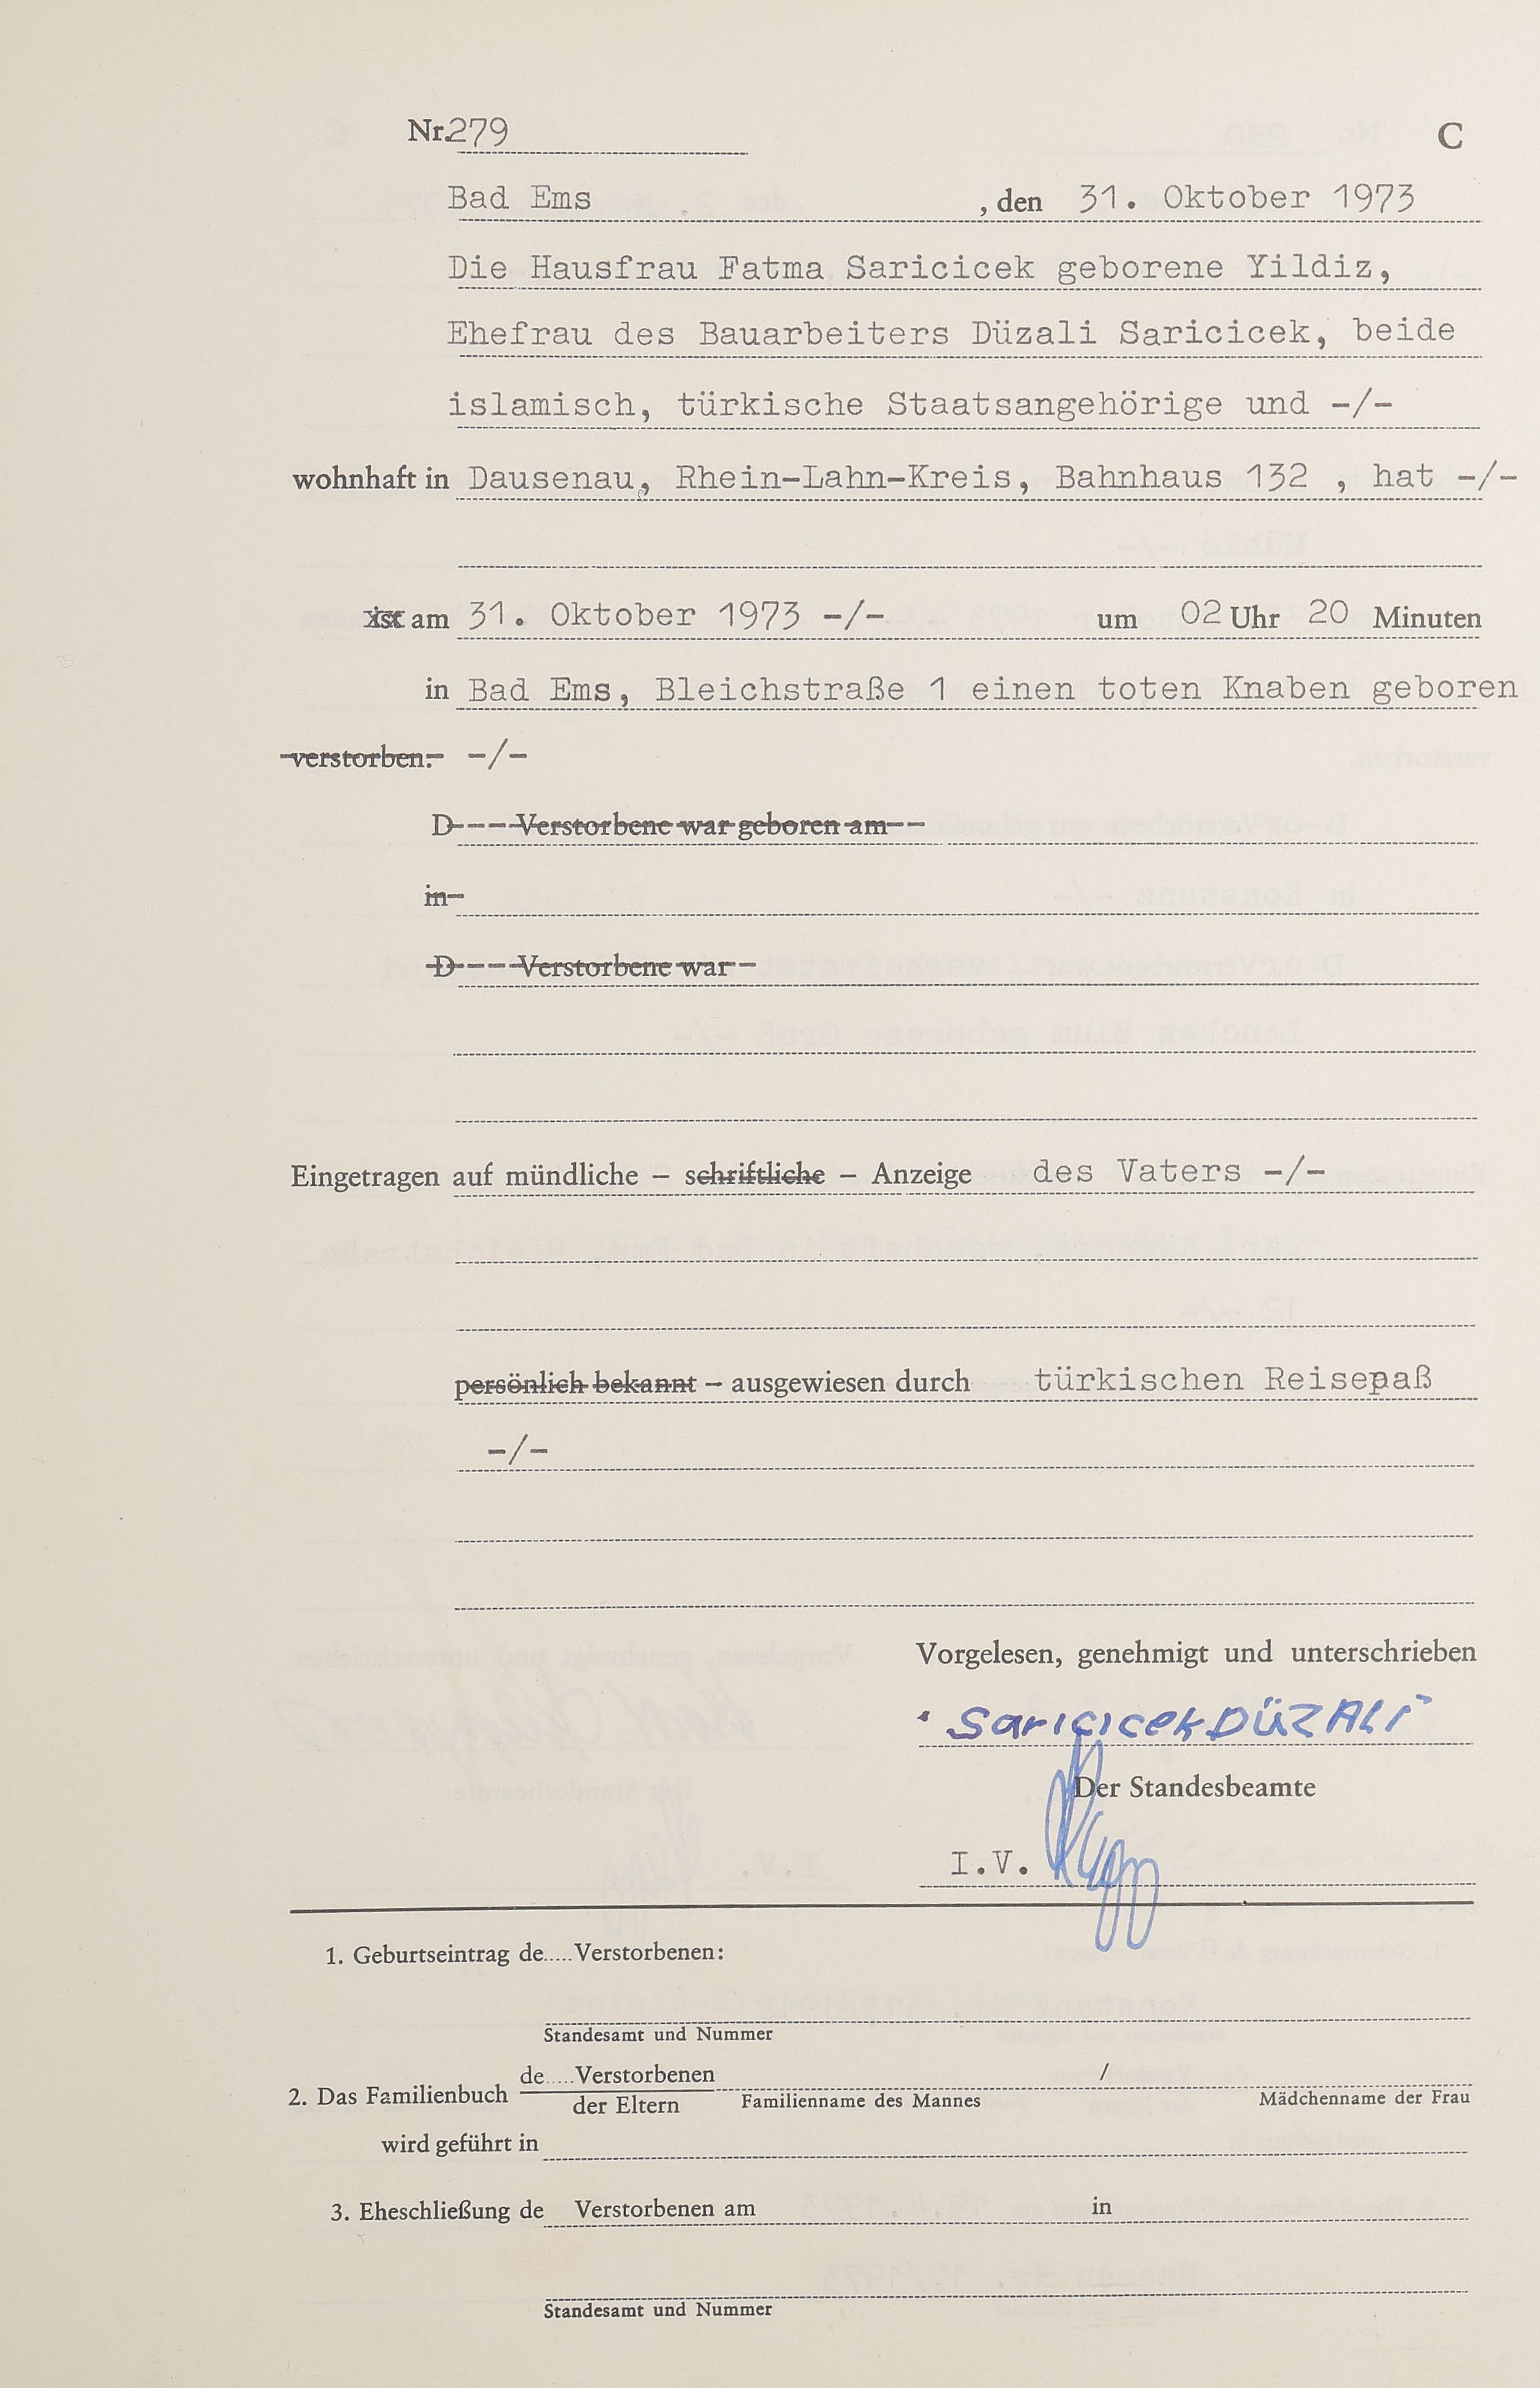 Nr. 279 C
Bad Ems , den 31. Oktober 1973
Die Hausfrau Fatma Saricicek geborene Yildiz,
Ehefrau des Bauarbeiters Düzali Saricicek, beide
islamisch, türkische Staatsangehörige und -/-
wohnhaft in Dausenau, Rhein-Lahn-Kreis, Bahnhaus 132 , hat -/-
ist am 31. Oktober 1973 -/- um 02 Uhr 20 Minuten
in Bad Ems, Bleichstraße 1 einen toten Knaben geboren
verstorben. -/-
D---- Verstorbene war geboren am--
in-
D---- Verstorbene war-
Eingetragen auf mündliche – schriftliche – Anzeige des Vaters -/-
persönlich bekannt – ausgewiesen durch türkischen Reisepaß
-/-
Vorgelesen, genehmigt und unterschrieben
Saricicek DÜZALİ
Der Standesbeamte
I.V.
1. Geburtseintrag de.....Verstorbenen:
Standesamt und Nummer
de.....Verstorbenen /
2. Das Familienbuch
der Eltern Familienname des Mannes Mädchenname der Frau
wird geführt in
3. Eheschließung de Verstorbenen am in
Standesamt und Nummer